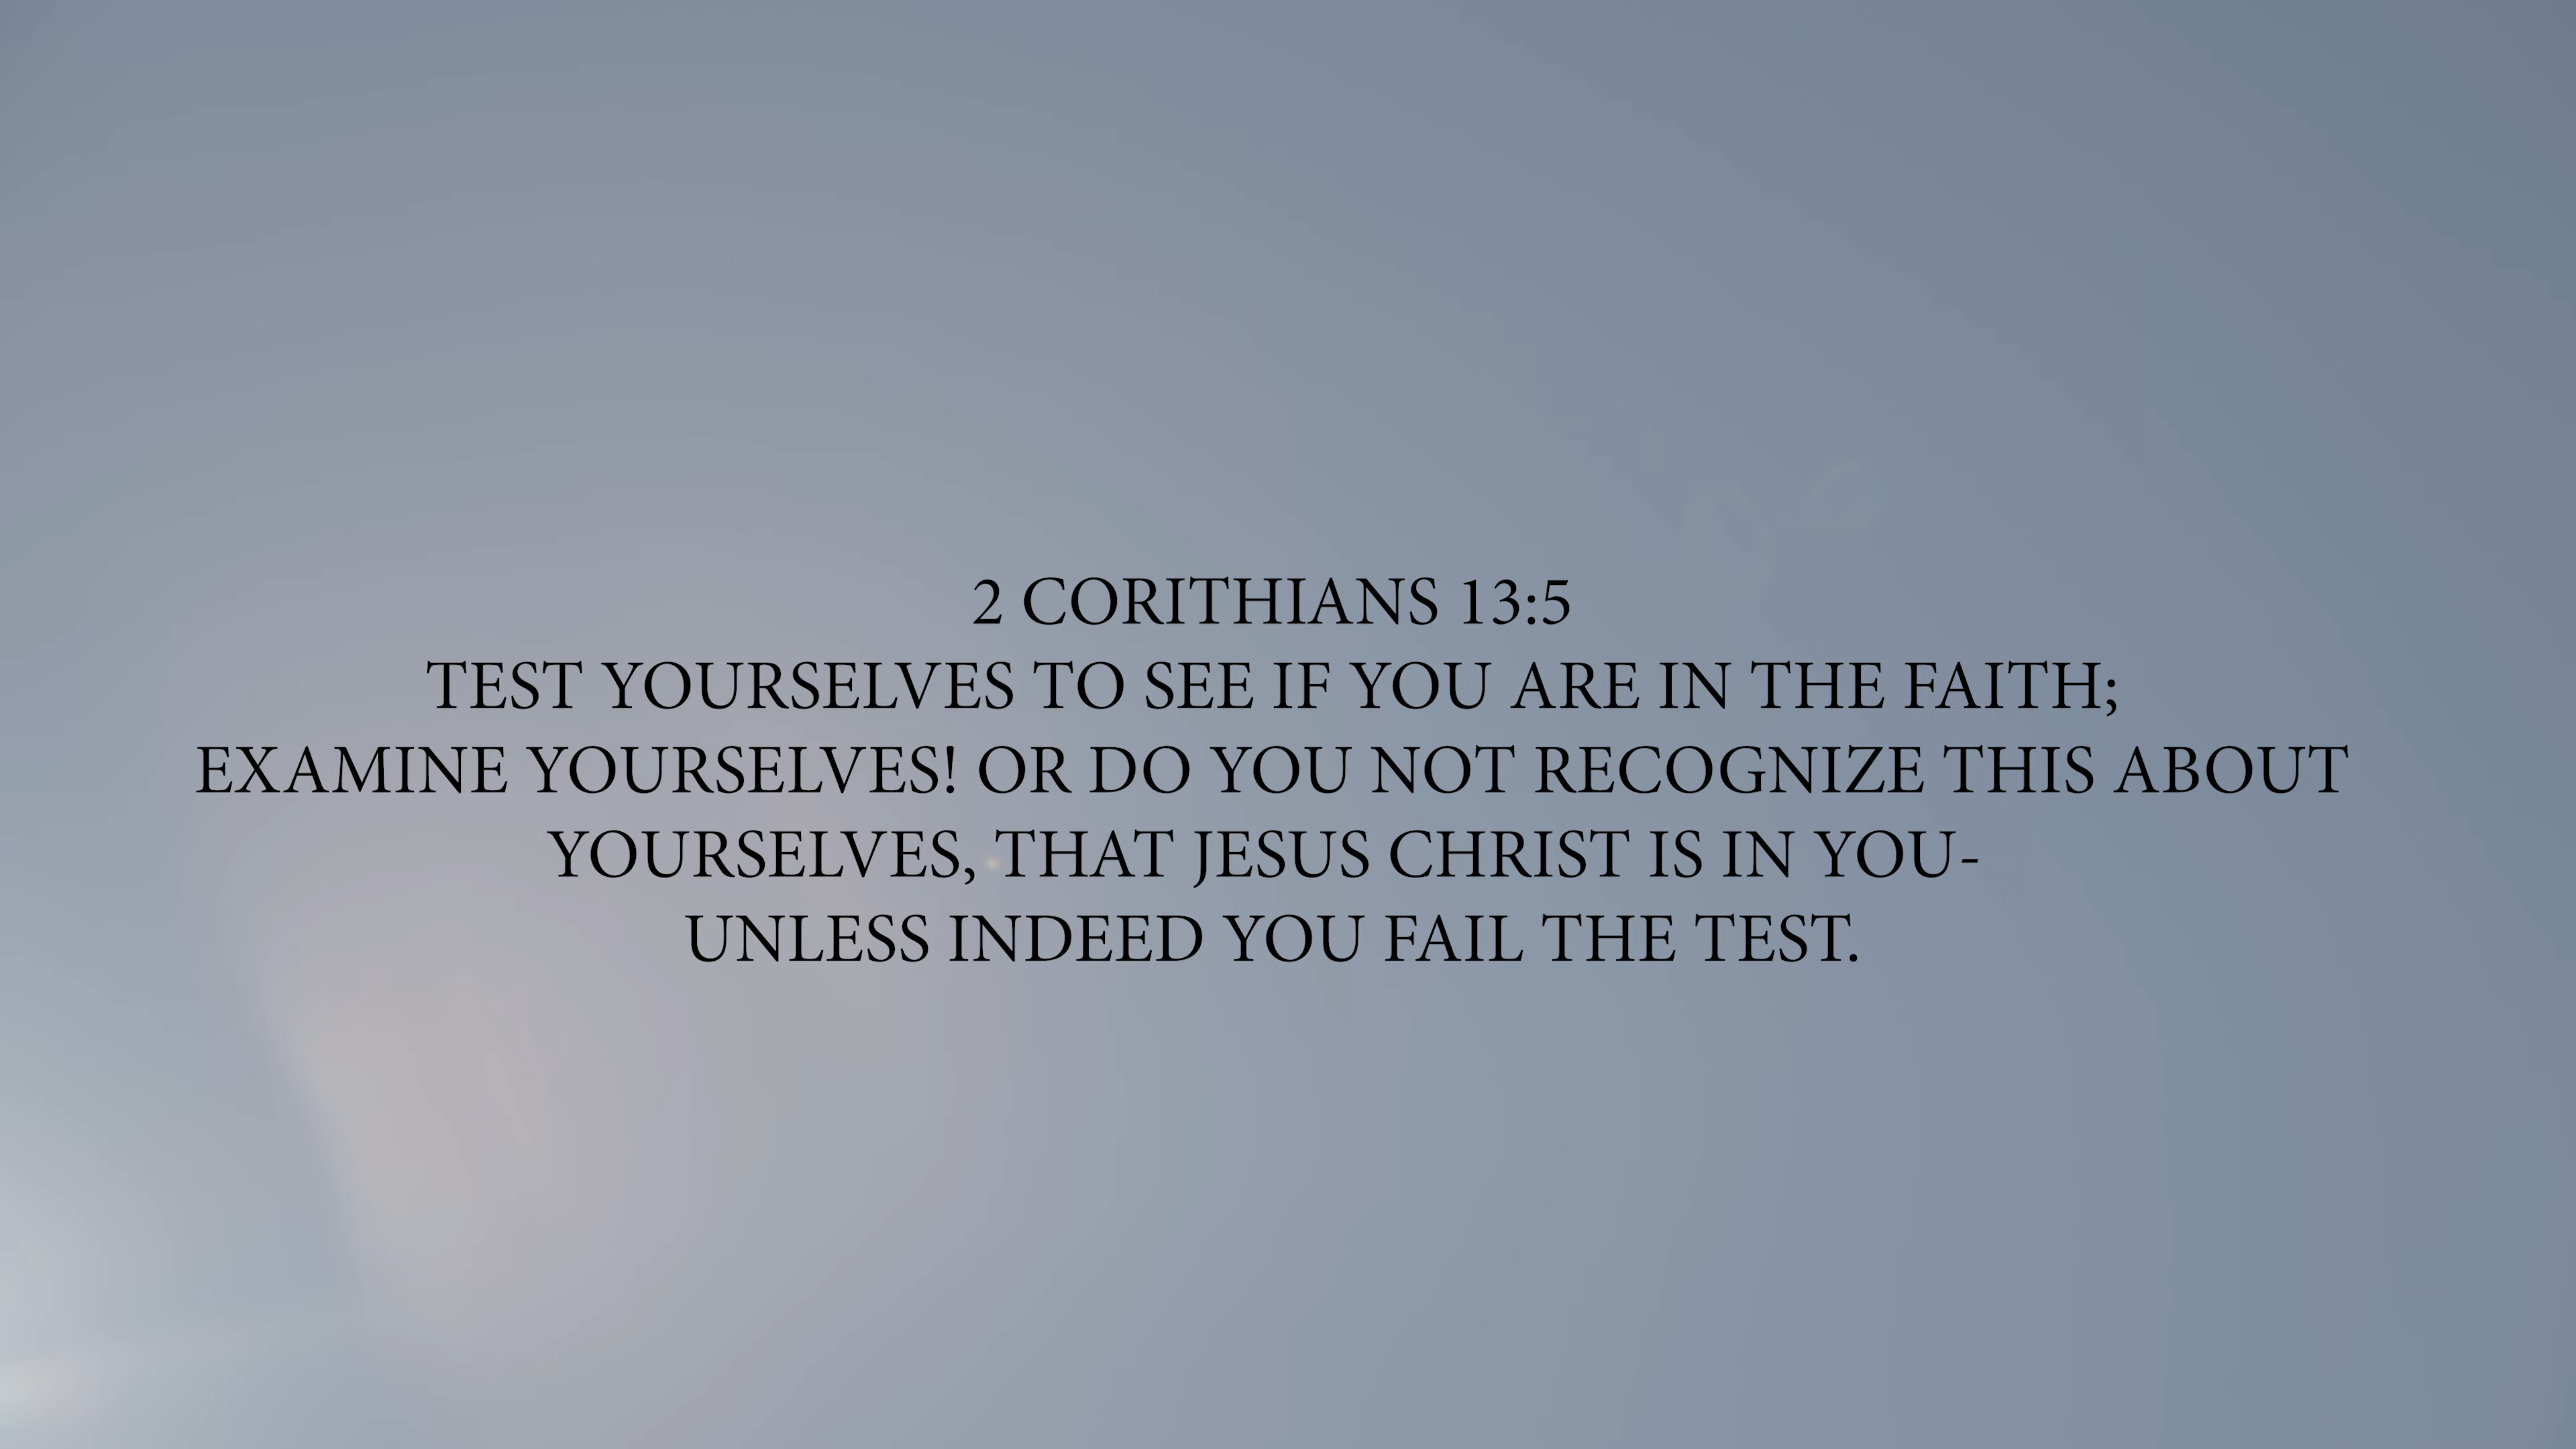 2 CORITHIANS 13:5
TEST YOURSELVES TO SEE IF YOU ARE IN THE FAITH;
EXAMINE YOURSELVES! OR DO YOU NOT RECOGNIZE THIS ABOUT
YOURSELVES, THAT JESUS CHRIST IS IN YOU-
UNLESS INDEED YOU FAIL THE TEST.